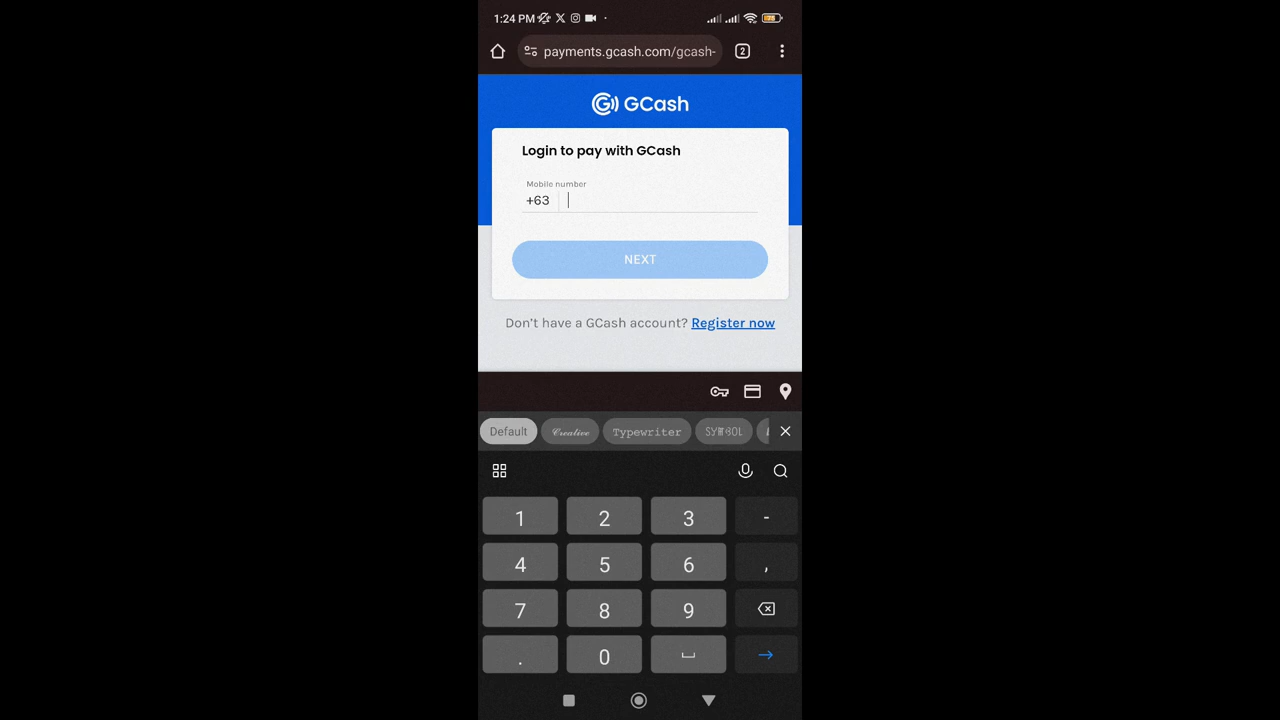 1:24 PM
payments.gcash.com/gcash-
2
GCash
Login to pay with GCash
Mobile number
+63
NEXT
Don't have a GCash account? Register now
Default
Creative
Typewriter
SYMBOL
1 2 3 -
4 5 6 ,
7 8 9
. 0